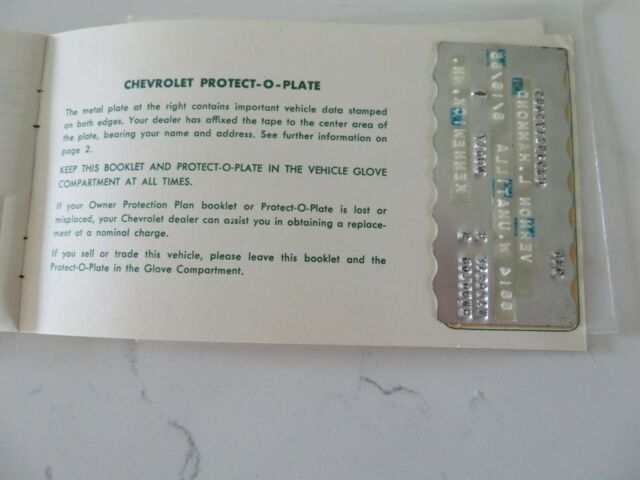 CHEVROLET PROTECT-O-PLATE
The metal plate at the right contains important vehicle data stamped
on both edges. Your dealer has affixed the tape to the center area of
the plate, bearing your name and address. See further information on
page 2.
KEEP THIS BOOKLET AND PROTECT-O-PLATE IN THE VEHICLE GLOVE
COMPARTMENT AT ALL TIMES.
If your Owner Protection Plan booklet or Protect-O-Plate is lost or
misplaced, your Chevrolet dealer can assist you in obtaining a replace-
ment at a nominal charge.
If you sell or trade this vehicle, please leave this booklet and the
Protect-O-Plate in the Glove Compartment.
VERNON L. HAMMOND